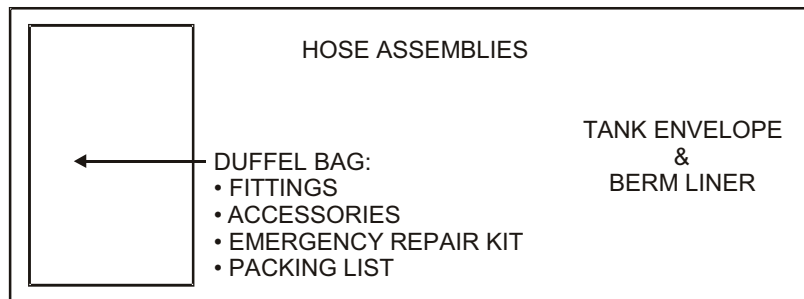 HOSE ASSEMBLIES
TANK ENVELOPE
&
BERM LINER
DUFFEL BAG:
• FITTINGS
• ACCESSORIES
• EMERGENCY REPAIR KIT
• PACKING LIST